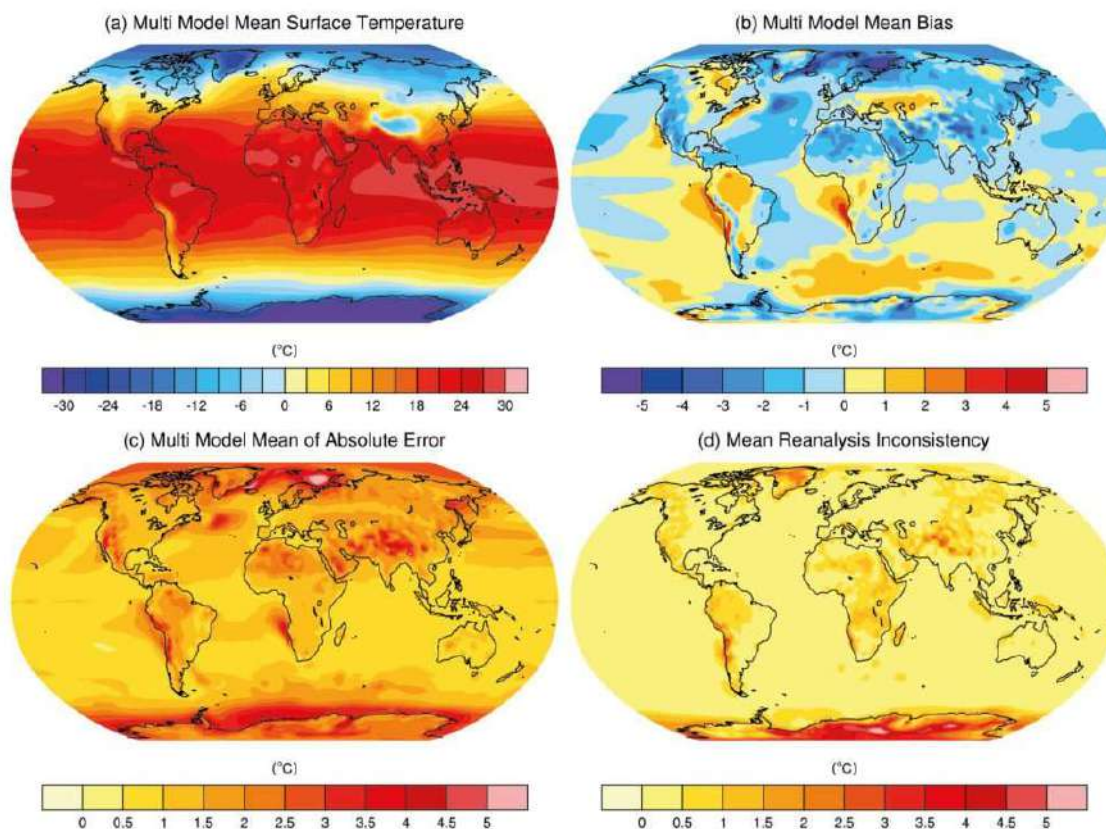 (a) Multi Model Mean Surface Temperature
(b) Multi Model Mean Bias
(°C)
-30 -24 -18 -12 -6 0 6 12 18 24 30
(°C)
-5 -4 -3 -2 -1 0 1 2 3 4 5
(c) Multi Model Mean of Absolute Error
(d) Mean Reanalysis Inconsistency
(°C)
0 0.5 1 1.5 2 2.5 3 3.5 4 4.5 5
(°C)
0 0.5 1 1.5 2 2.5 3 3.5 4 4.5 5